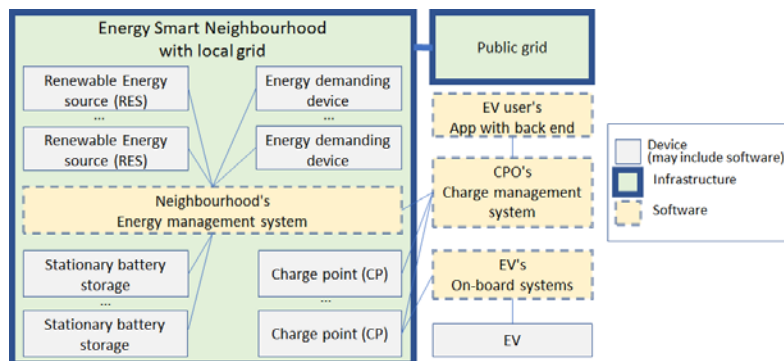 Energy Smart Neighbourhood
with local grid
Public grid
Renewable Energy
source (RES)
...
Renewable Energy
source (RES)
Energy demanding
device
...
Energy demanding
device
Neighbourhood's
Energy management system
Stationary battery
storage
...
Stationary battery
storage
Charge point (CP)
...
Charge point (CP)
EV user's
App with back end
CPO's
Charge management
system
EV's
On-board systems
EV
Device
(may include software)
Infrastructure
Software